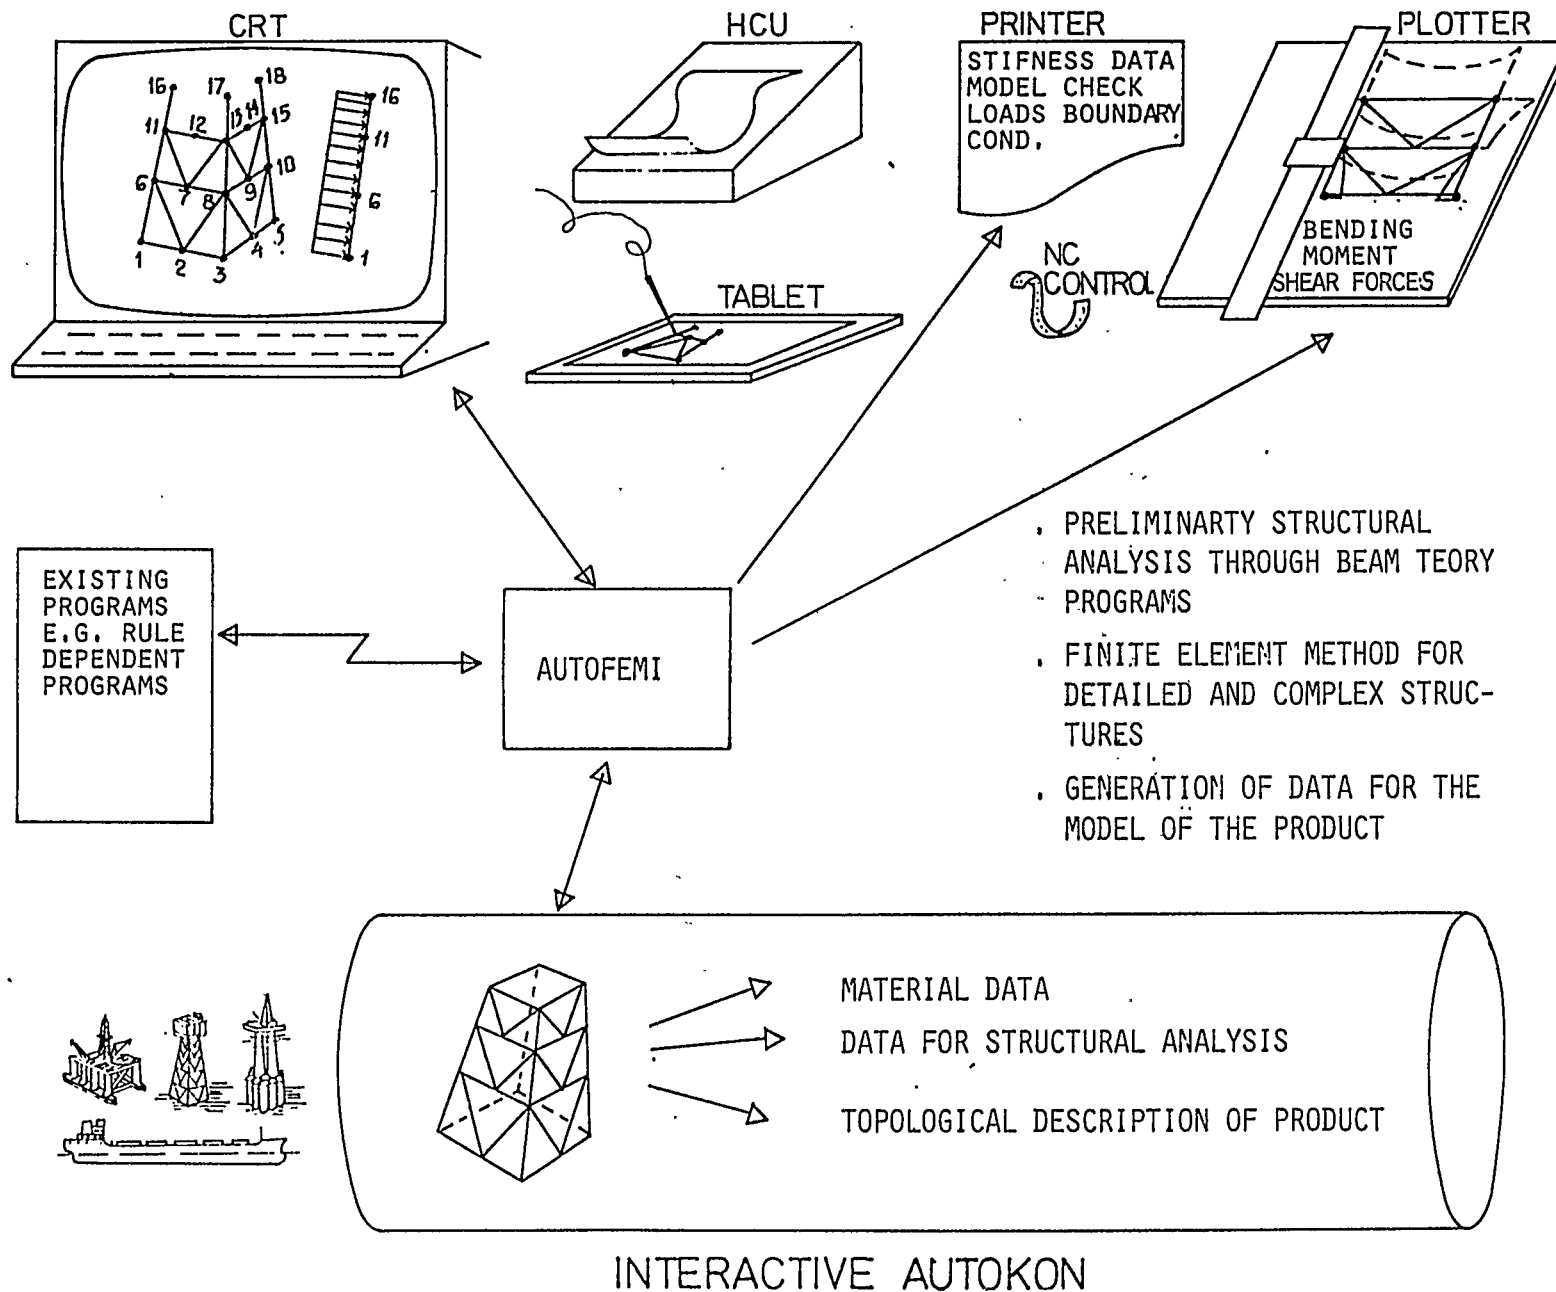 CRT
HCU
PRINTER
PLOTTER
16
17
18
11
12
13
14
15
6
7
8
9
10
1
2
3
4
5
16
11
6
1
STIFNESS DATA
MODEL CHECK
LOADS BOUNDARY
COND.
TABLET
NC
CONTROL
BENDING
MOMENT
SHEAR FORCES
EXISTING
PROGRAMS
E.G. RULE
DEPENDENT
PROGRAMS
AUTOFEMI
. PRELIMINARTY STRUCTURAL
ANALYSIS THROUGH BEAM TEORY
PROGRAMS
. FINITE ELEMENT METHOD FOR
DETAILED AND COMPLEX STRUC-
TURES
. GENERATION OF DATA FOR THE
MODEL OF THE PRODUCT
MATERIAL DATA
DATA FOR STRUCTURAL ANALYSIS
TOPOLOGICAL DESCRIPTION OF PRODUCT
INTERACTIVE AUTOKON